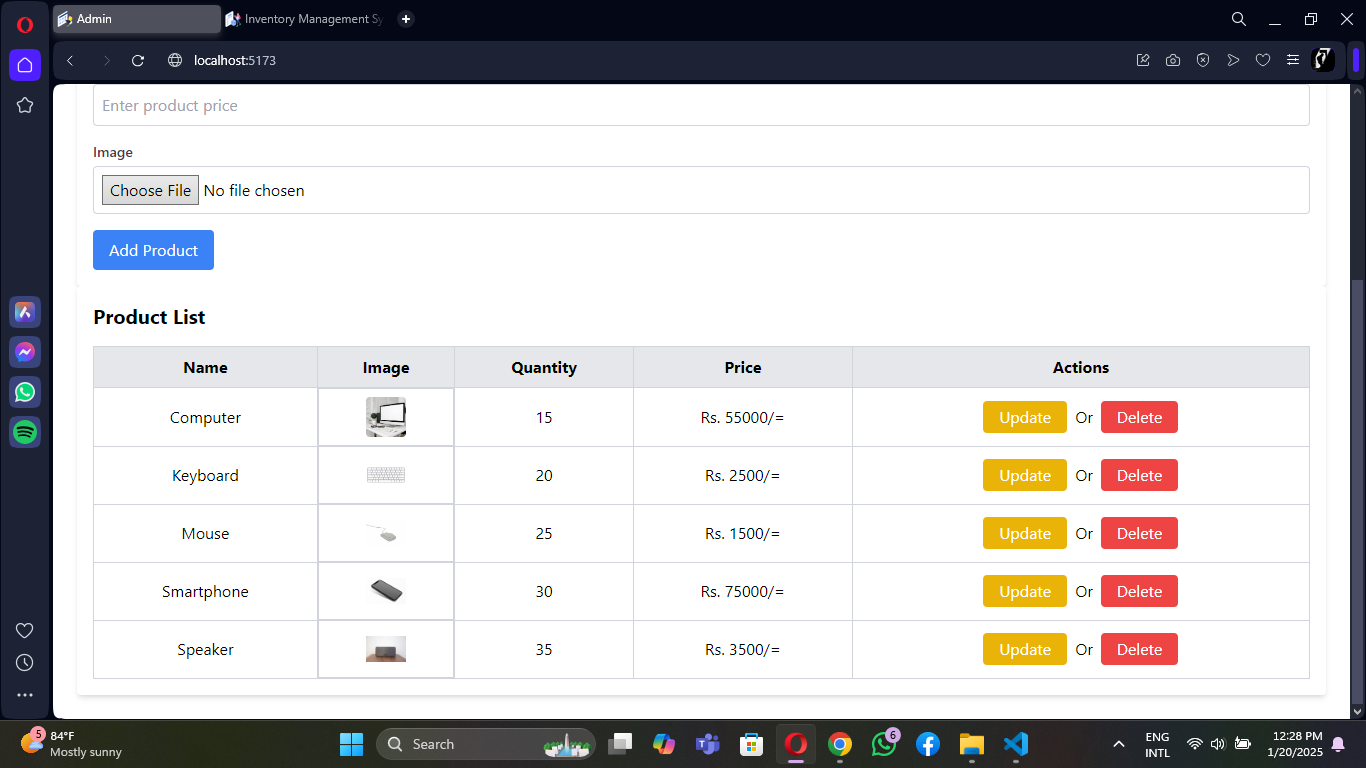 Admin
Inventory Management Sy
localhost:5173
Enter product price
Image
Choose File No file chosen
Add Product
Product List
Name Image Quantity Price Actions
Computer 15 Rs. 55000/= Update Or Delete
Keyboard 20 Rs. 2500/= Update Or Delete
Mouse 25 Rs. 1500/= Update Or Delete
Smartphone 30 Rs. 75000/= Update Or Delete
Speaker 35 Rs. 3500/= Update Or Delete
5
84°F
Mostly sunny
Search
6
ENG
INTL
12:28 PM
1/20/2025